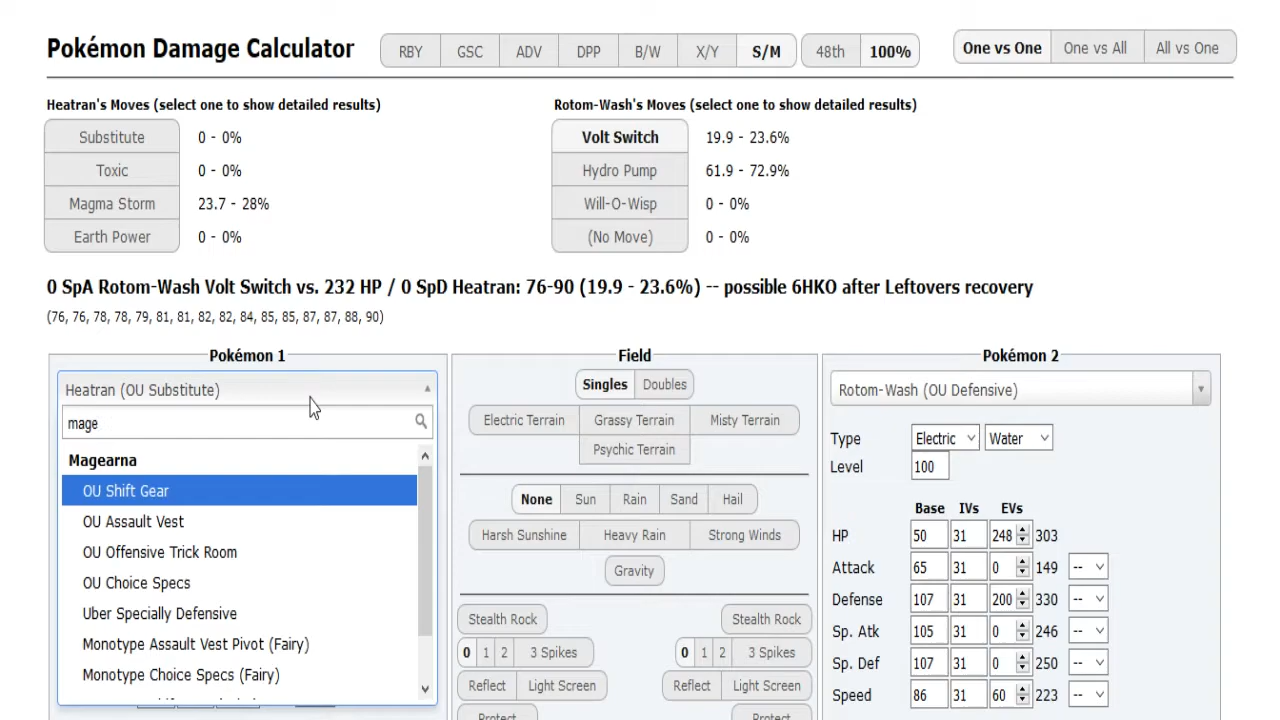 Pokémon Damage Calculator
RBY GSC ADV DPP B/W X/Y S/M 48th 100%
One vs One One vs All All vs One
Heatran's Moves (select one to show detailed results)
Substitute 0 - 0%
Toxic 0 - 0%
Magma Storm 23.7 - 28%
Earth Power 0 - 0%
Rotom-Wash's Moves (select one to show detailed results)
Volt Switch 19.9 - 23.6%
Hydro Pump 61.9 - 72.9%
Will-O-Wisp 0 - 0%
(No Move) 0 - 0%
0 SpA Rotom-Wash Volt Switch vs. 232 HP / 0 SpD Heatran: 76-90 (19.9 - 23.6%) -- possible 6HKO after Leftovers recovery
(76, 76, 78, 78, 79, 81, 81, 82, 82, 84, 85, 85, 87, 87, 88, 90)
Pokémon 1
Heatran (OU Substitute)
mage
Magearna
OU Shift Gear
OU Assault Vest
OU Offensive Trick Room
OU Choice Specs
Uber Specially Defensive
Monotype Assault Vest Pivot (Fairy)
Monotype Choice Specs (Fairy)
Field
Singles Doubles
Electric Terrain Grassy Terrain Misty Terrain
Psychic Terrain
None Sun Rain Sand Hail
Harsh Sunshine Heavy Rain Strong Winds
Gravity
Stealth Rock Stealth Rock
0 1 2 3 Spikes 0 1 2 3 Spikes
Reflect Light Screen Reflect Light Screen
Protect Protect
Pokémon 2
Rotom-Wash (OU Defensive)
Type Electric Water
Level 100
Base IVs EVs
HP 50 31 248 303
Attack 65 31 0 149 --
Defense 107 31 200 330 --
Sp. Atk 105 31 0 246 --
Sp. Def 107 31 0 250 --
Speed 86 31 60 223 --